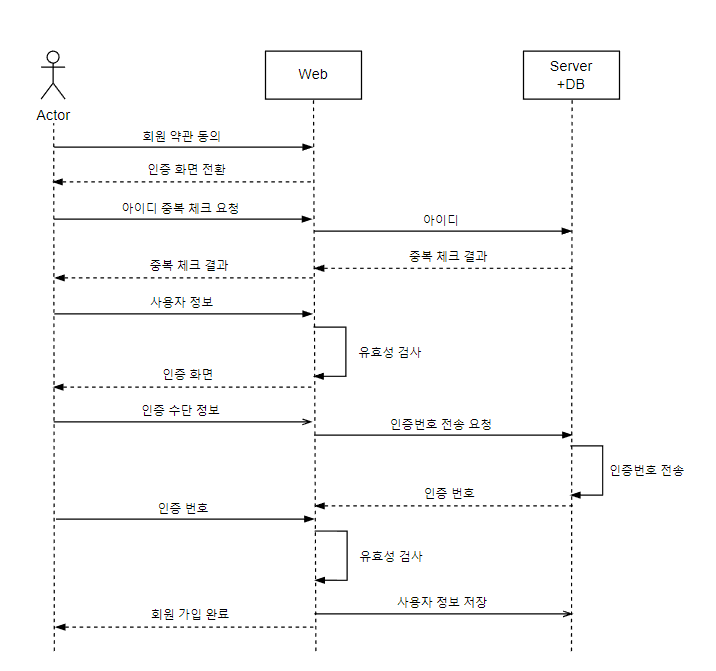 Web
Server
+DB
Actor
회원 약관 동의
인증 화면 전환
아이디 중복 체크 요청
아이디
중복 체크 결과
중복 체크 결과
사용자 정보
유효성 검사
인증 화면
인증 수단 정보
인증번호 전송 요청
인증번호 전송
인증 번호
인증 번호
유효성 검사
사용자 정보 저장
회원 가입 완료